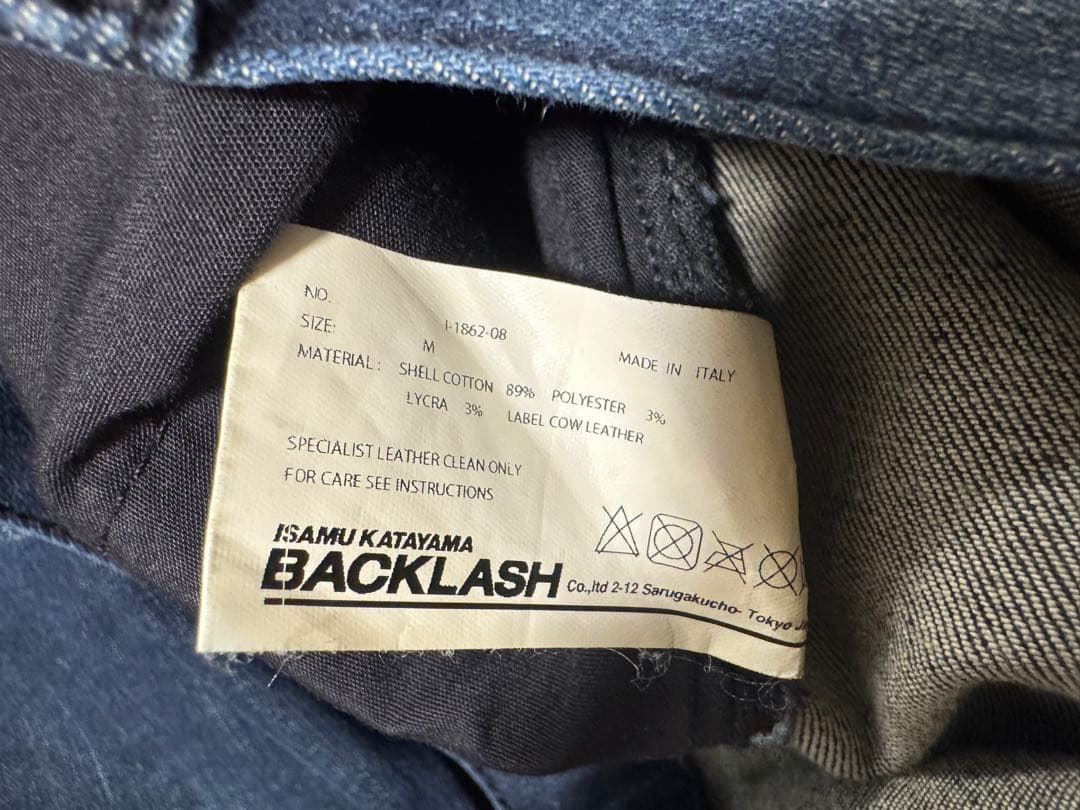 NO. I-1862-08
SIZE: M
MADE IN ITALY
MATERIAL: SHELL COTTON 89% POLYESTER 3%
LYCRA 3% LABEL COW LEATHER
SPECIALIST LEATHER CLEAN ONLY
FOR CARE SEE INSTRUCTIONS
ISAMU KATAYAMA
BACKLASH Co.,ltd 2-12 Sarugakucho- Tokyo